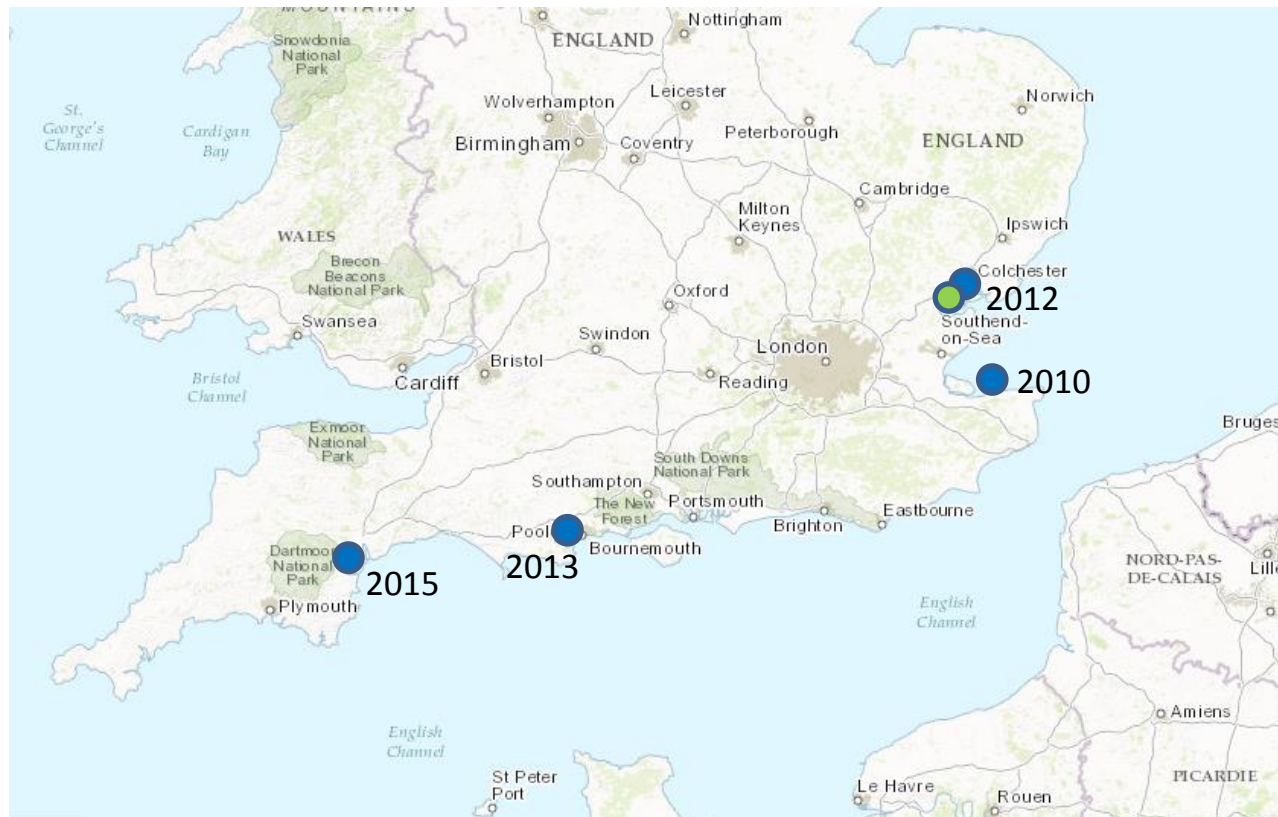 MOUNTAINS
Nottingham
ENGLAND
Snowdonia
National
Park
Leicester
Wolverhampton
Norwich
St.
George's
Channel
Cardigan
Bay
Peterborough
Birmingham
Coventry
ENGLAND
Cambridge
Milton
Keynes
Ipswich
WALES
Brecon
Beacons
National Park
Colchester
2012
Oxford
Swansea
Southend-
on-Sea
Swindon
London
Bristol
Cardiff
Reading
2010
Bristol
Channel
Bruges
Exmoor
National
Park
South Downs
National Park
Southampton
The New
Forest
Portsmouth
Eastbourne
Brighton
Pool
Bournemouth
2013
Dartmoo
National
Park
2015
NORD-PAS-
DE-CALAIS
Lille
Plymouth
English
Channel
Amiens
English
Channel
St Peter
Port
Le Havre
Rouen
PICARDIE